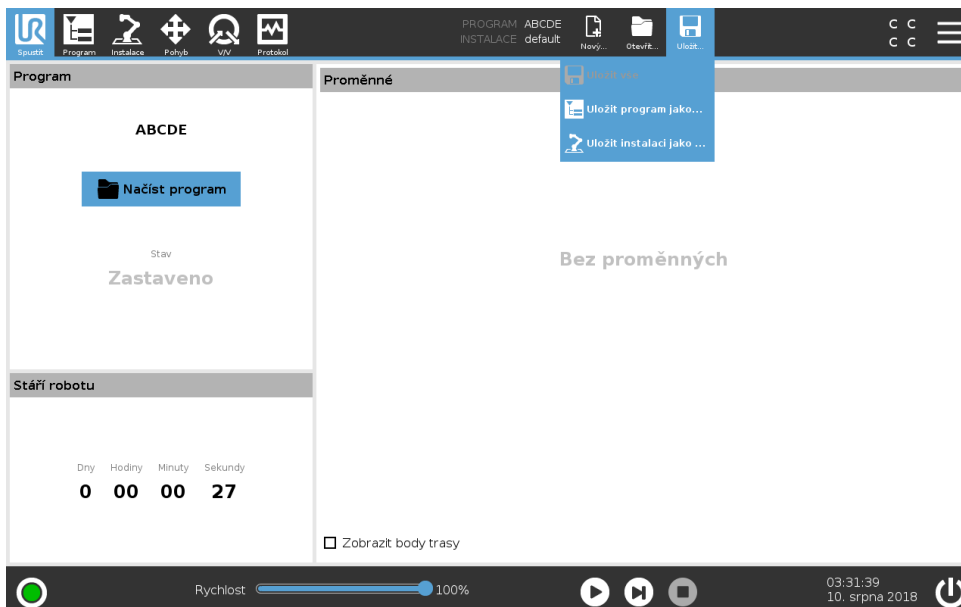 UR
PROGRAM ABCDE
INSTALACE default
C C
C C
Spustit Program Instalace Pohyb V/V Protokol Nový... Otevřít... Uložit...
Program
Proměnné
Uložit vše
Uložit program jako...
Uložit instalaci jako ...
ABCDE
Načíst program
Stav
Zastaveno
Bez proměnných
Stáří robotu
Dny Hodiny Minuty Sekundy
0 00 00 27
Zobrazit body trasy
Rychlost 100%
03:31:39
10. srpna 2018